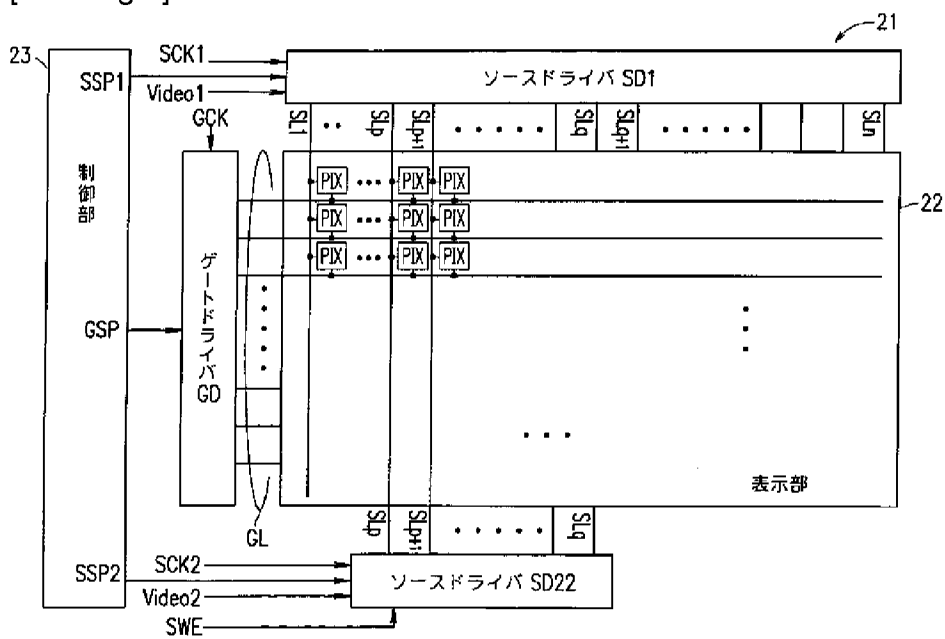 21
23
SCK1
SSP1
Video1
ソースドライバ SD1
GCK
SL1
SLp
SLp+1
SLq
SLq+1
SLn
制御部
PIX PIX PIX
PIX PIX PIX
PIX PIX PIX
22
ゲートドライバ GD
GSP
表示部
GL
SLp
SLp+1
SLq
SCK2
SSP2
Video2
ソースドライバ SD22
SWE